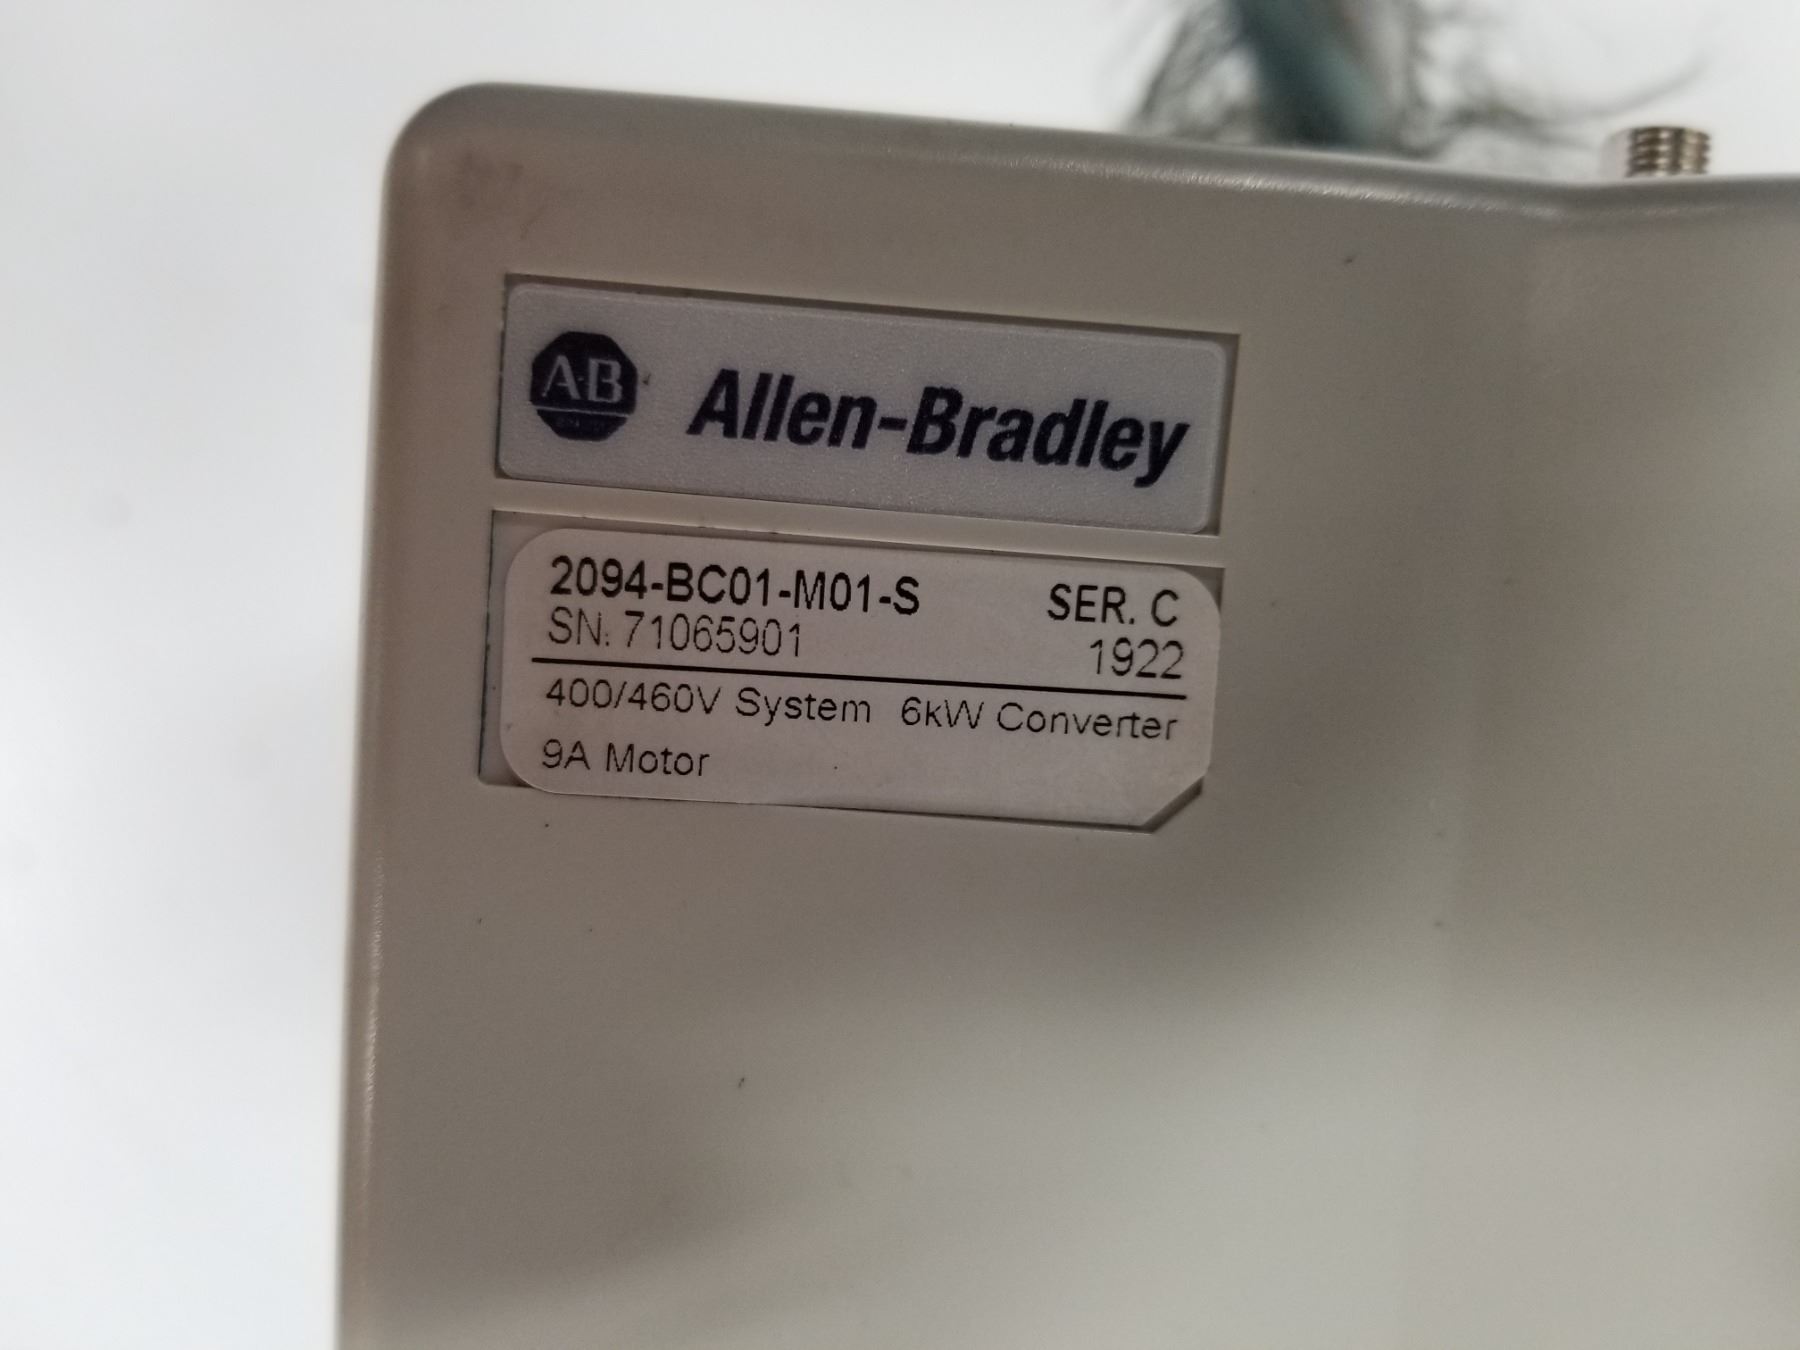 AB
Allen-Bradley
2094-BC01-M01-S SER. C
SN: 71065901 1922
400/460V System 6kW Converter
9A Motor